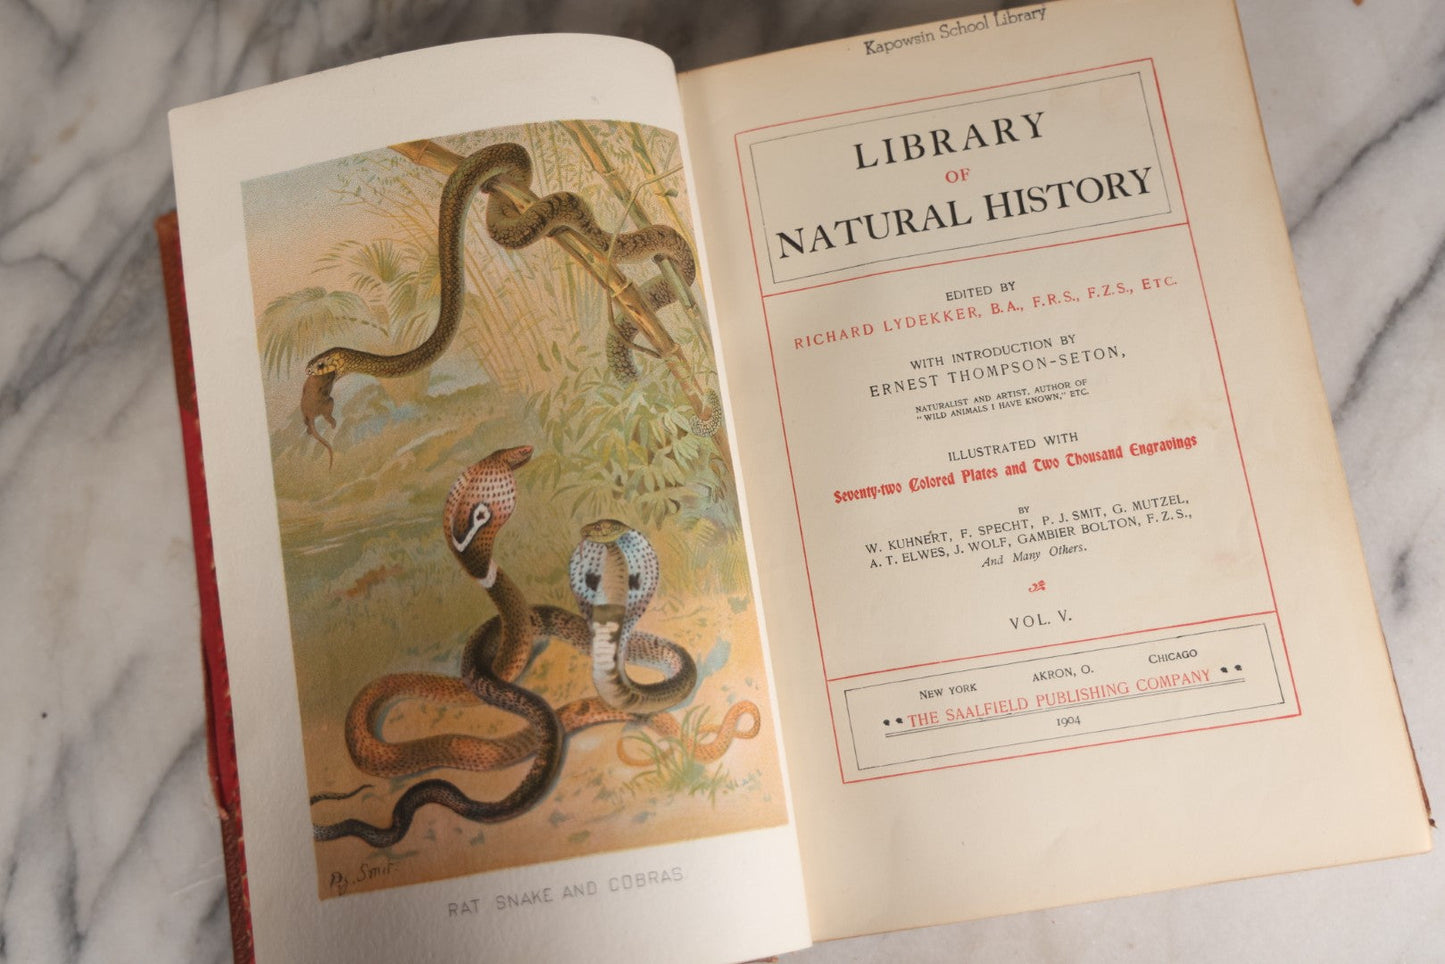 Py. Smit
RAT SNAKE AND COBRAS
Kapowsin School Library
LIBRARY
OF
NATURAL HISTORY
EDITED BY
RICHARD LYDEKKER, B.A., F.R.S., F.Z.S., ETC.
WITH INTRODUCTION BY
ERNEST THOMPSON-SETON,
NATURALIST AND ARTIST, AUTHOR OF
"WILD ANIMALS I HAVE KNOWN," ETC.
ILLUSTRATED WITH
Seventy-two Colored Plates and Two Thousand Engravings
BY
W. KUHNERT, F. SPECHT, P. J. SMIT, G. MUTZEL,
A. T. ELWES, J. WOLF, GAMBIER BOLTON, F.Z.S.,
And Many Others.
VOL. V.
NEW YORK AKRON, O. CHICAGO
THE SAALFIELD PUBLISHING COMPANY
1904